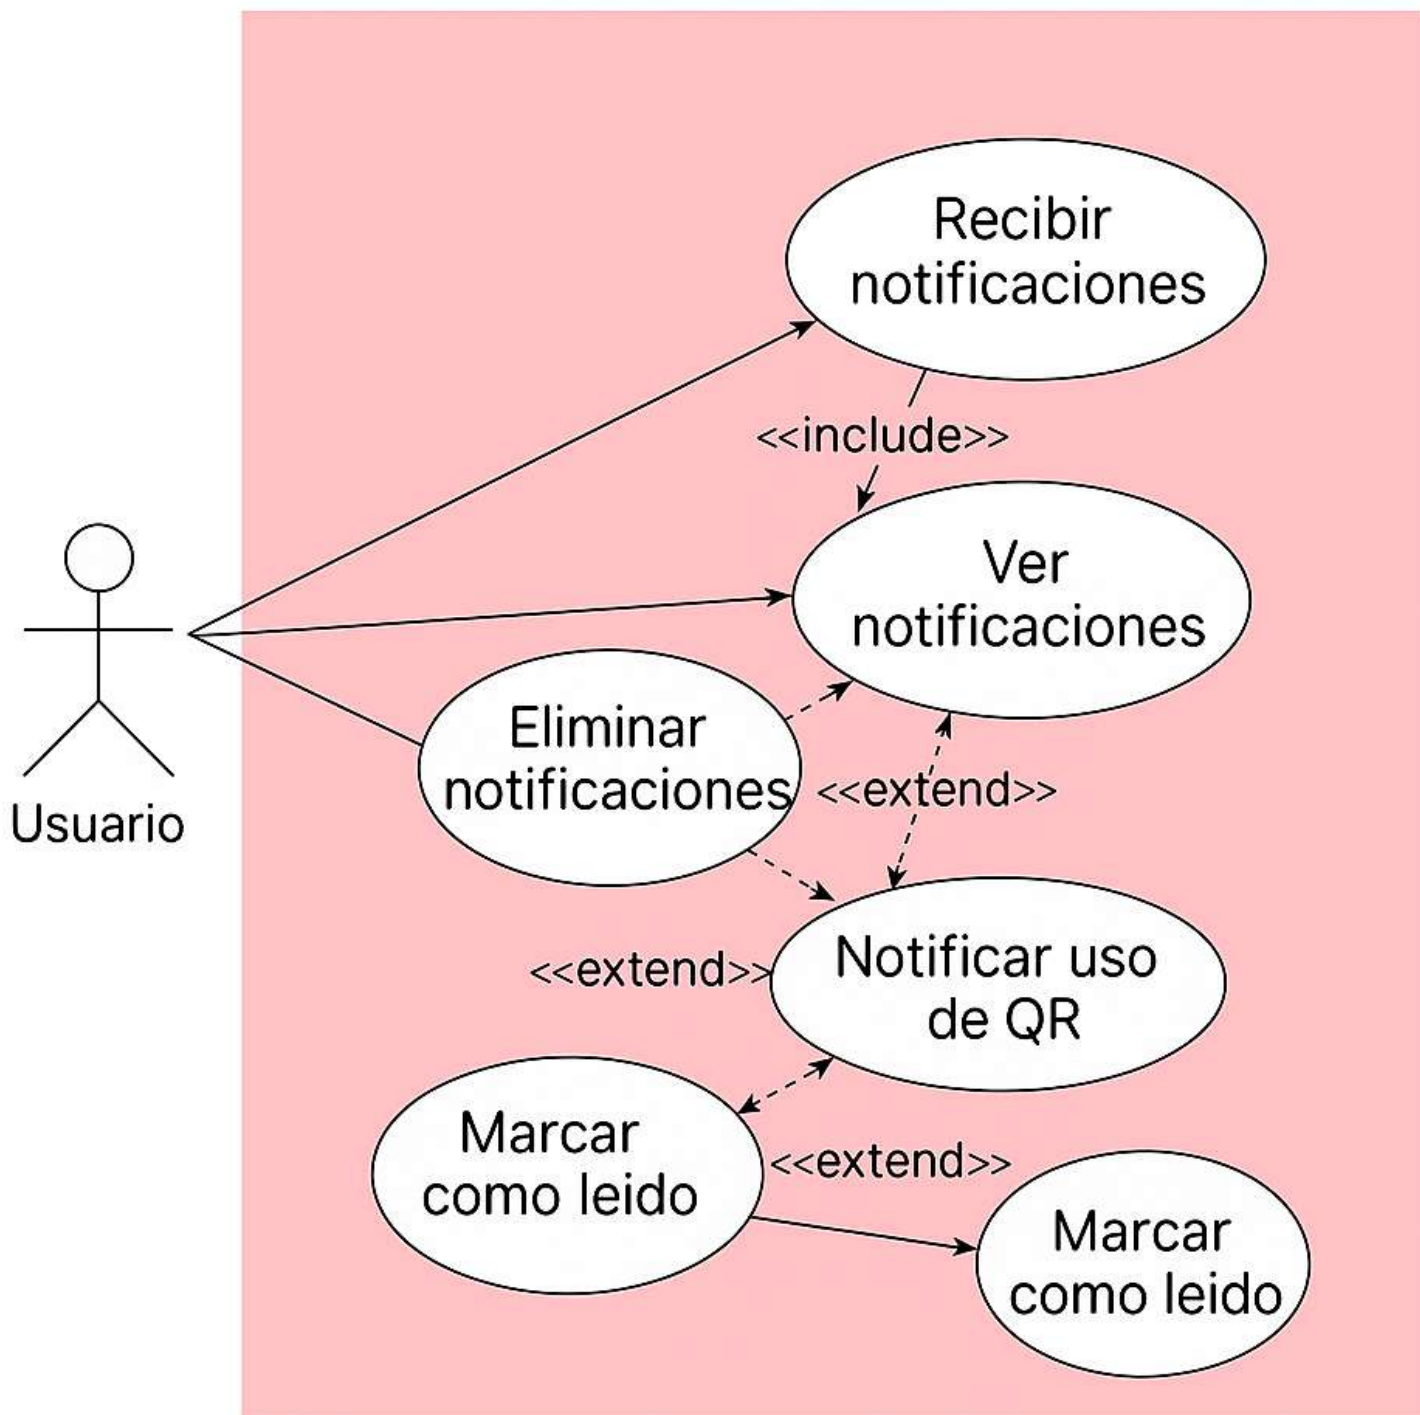 Recibir
notificaciones
<<include>>
Ver
notificaciones
Eliminar
notificaciones
<<extend>>
Usuario
Notificar uso
de QR
<<extend>>
Marcar
como leido
<<extend>>
Marcar
como leido